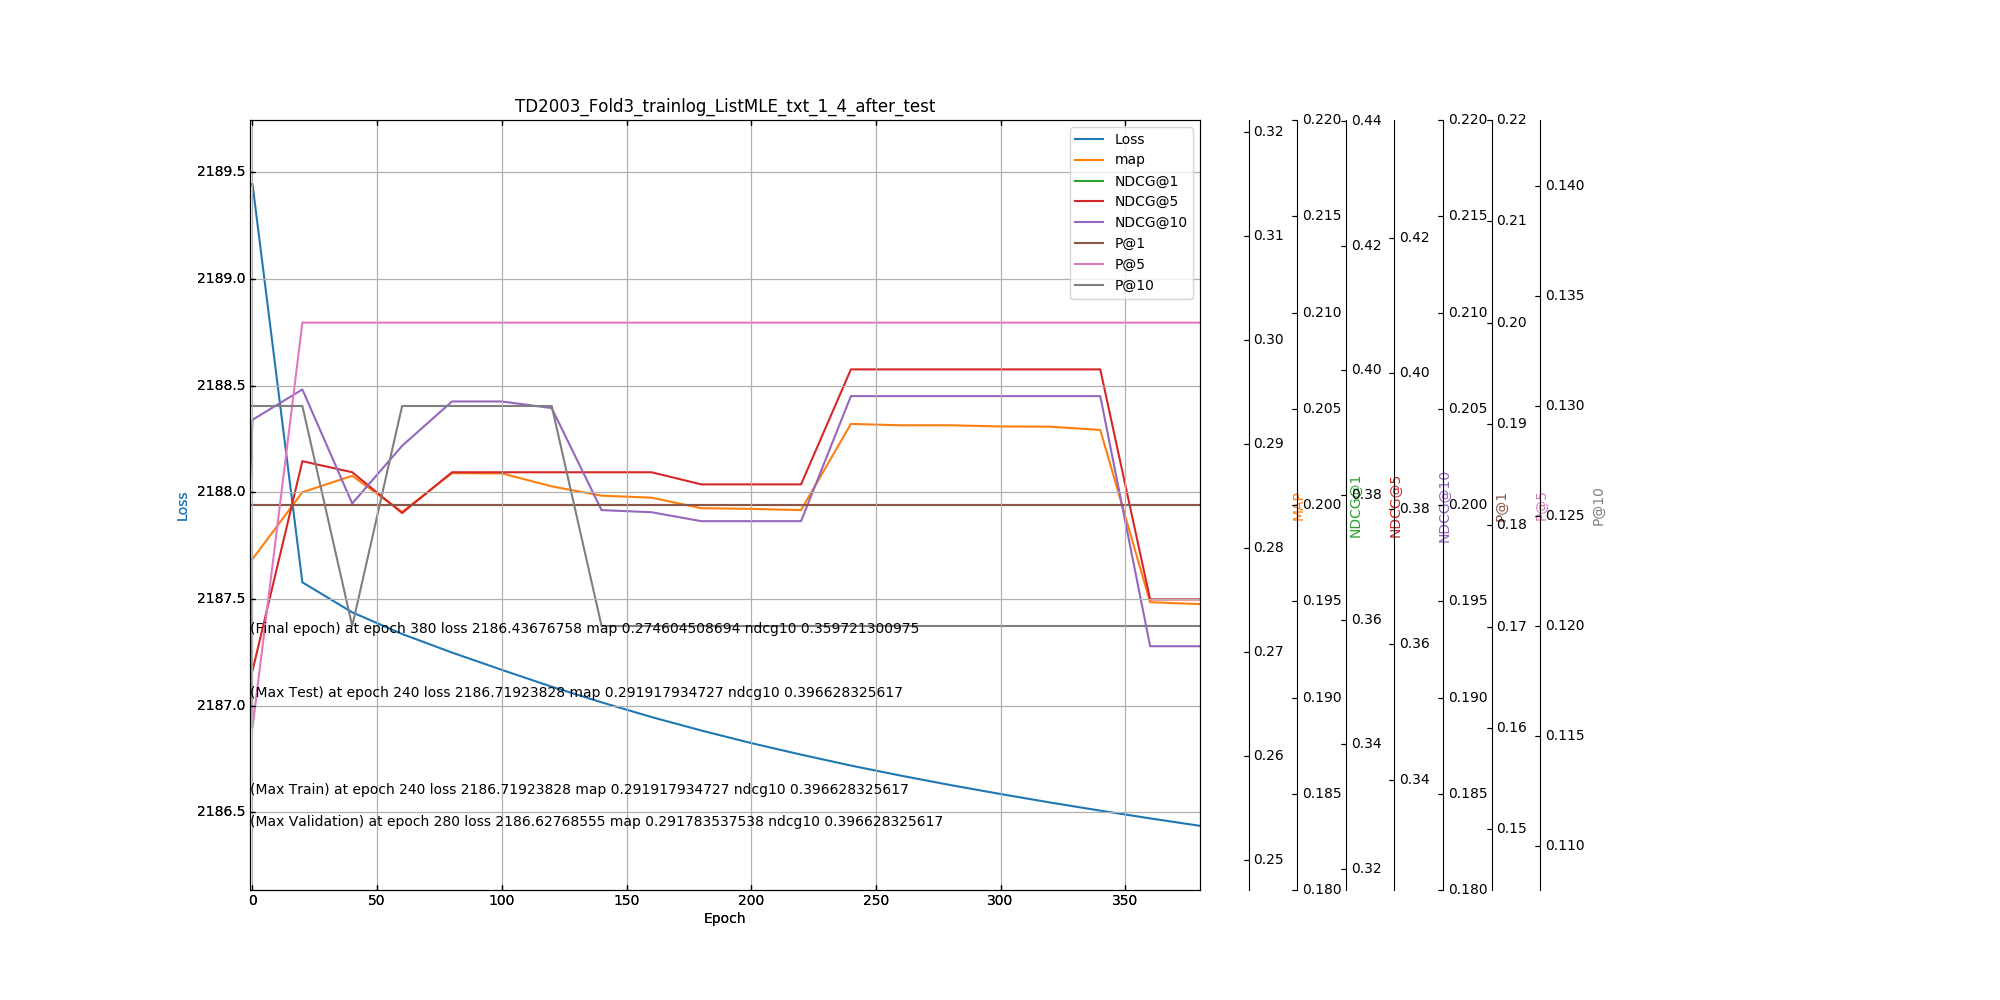 TD2003_Fold3_trainlog_ListMLE_txt_1_4_after_test
Loss
map
NDCG@1
NDCG@5
NDCG@10
P@1
P@5
P@10
2189.5
2189.0
2188.5
2188.0
2187.5
2187.0
2186.5
Loss
(Final epoch) at epoch 380 loss 2186.43676758 map 0.274604508694 ndcg10 0.359721300975
(Max Test) at epoch 240 loss 2186.71923828 map 0.291917934727 ndcg10 0.396628325617
(Max Train) at epoch 240 loss 2186.71923828 map 0.291917934727 ndcg10 0.396628325617
(Max Validation) at epoch 280 loss 2186.62768555 map 0.291783537538 ndcg10 0.396628325617
0 50 100 150 200 250 300 350
Epoch
0.32
0.31
0.30
0.29
0.28
0.27
0.26
0.25
MAP
0.220
0.215
0.210
0.205
0.200
0.195
0.190
0.185
0.180
NDCG@1
0.44
0.42
0.40
0.38
0.36
0.34
0.32
NDCG@5
0.42
0.40
0.38
0.36
0.34
NDCG@10
0.220
0.215
0.210
0.205
0.200
0.195
0.190
0.185
0.180
P@1
0.22
0.21
0.20
0.19
0.18
0.17
0.16
0.15
P@5
0.140
0.135
0.130
0.125
0.120
0.115
0.110
P@10